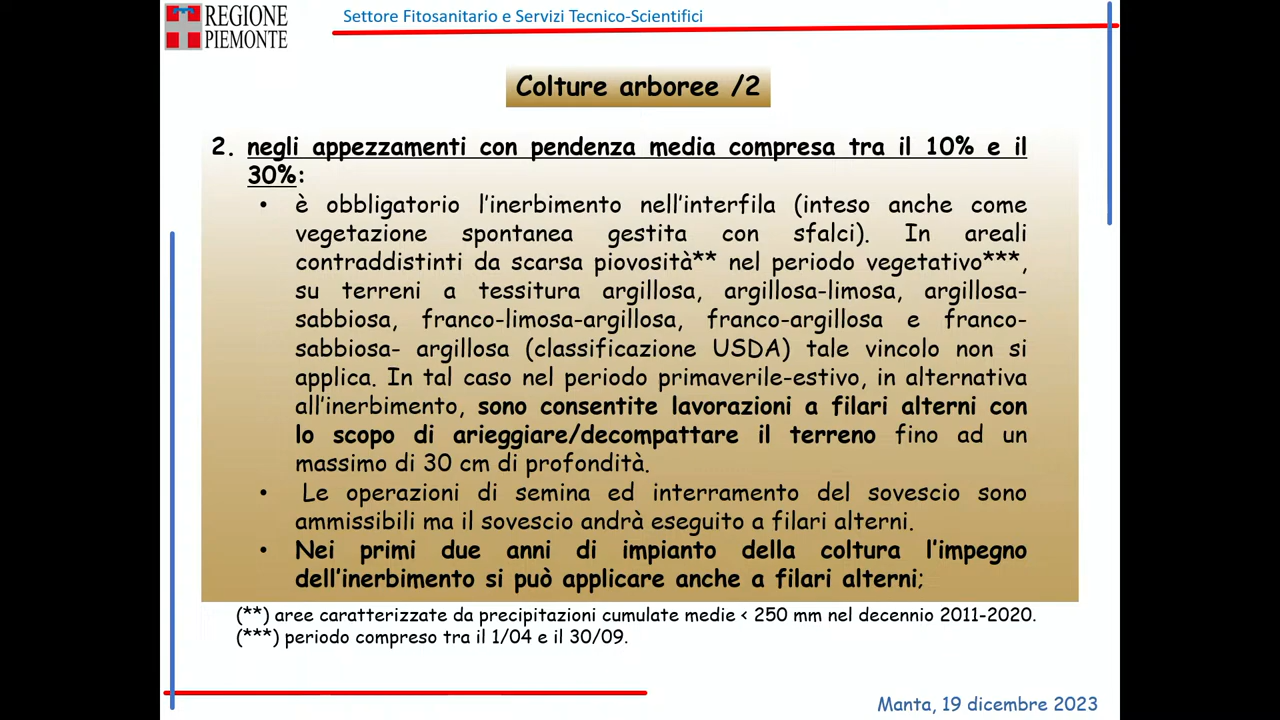 REGIONE
PIEMONTE
Settore Fitosanitario e Servizi Tecnico-Scientifici
Colture arboree /2
2. negli appezzamenti con pendenza media compresa tra il 10% e il
30%:
• è obbligatorio l'inerbimento nell'interfila (inteso anche come
vegetazione spontanea gestita con sfalci). In areali
contraddistinti da scarsa piovosità** nel periodo vegetativo***,
su terreni a tessitura argillosa, argillosa-limosa, argillosa-
sabbiosa, franco-limosa-argillosa, franco-argillosa e franco-
sabbiosa- argillosa (classificazione USDA) tale vincolo non si
applica. In tal caso nel periodo primaverile-estivo, in alternativa
all'inerbimento, sono consentite lavorazioni a filari alterni con
lo scopo di arieggiare/decompattare il terreno fino ad un
massimo di 30 cm di profondità.
• Le operazioni di semina ed interramento del sovescio sono
ammissibili ma il sovescio andrà eseguito a filari alterni.
• Nei primi due anni di impianto della coltura l'impegno
dell'inerbimento si può applicare anche a filari alterni;
(**) aree caratterizzate da precipitazioni cumulate medie < 250 mm nel decennio 2011-2020.
(***) periodo compreso tra il 1/04 e il 30/09.
Manta, 19 dicembre 2023